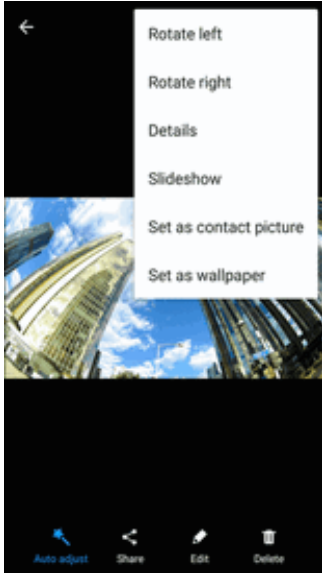 Rotate left
Rotate right
Details
Slideshow
Set as contact picture
Set as wallpaper
Auto adjust
Share
Edit
Delete